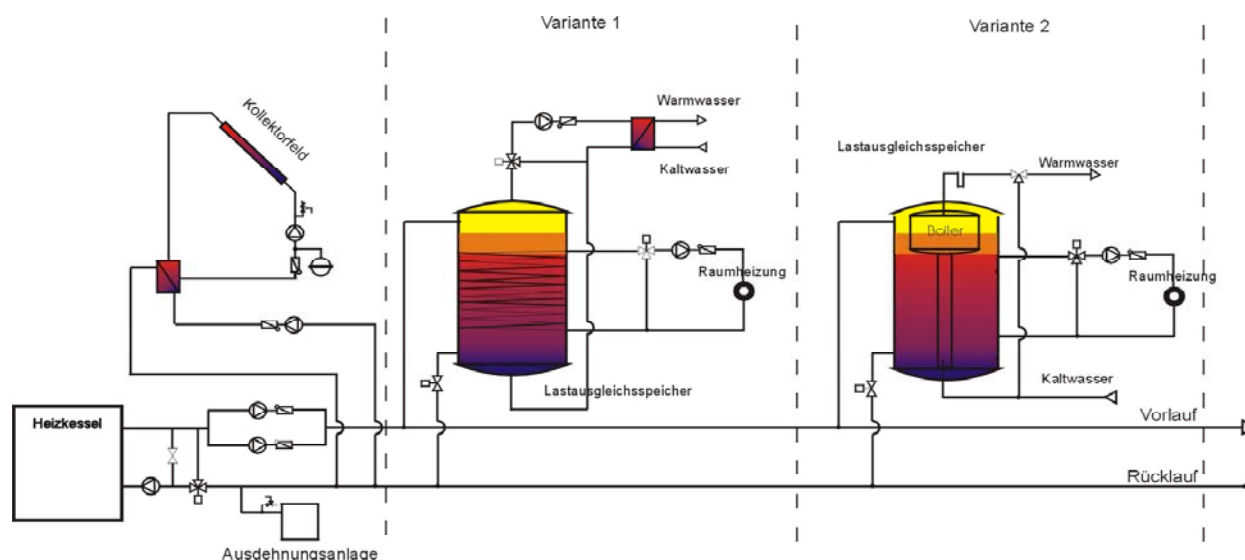 Variante 1
Variante 2
Kollektorfeld
Warmwasser
Kaltwasser
Lastausgleichsspeicher
Warmwasser
Boiler
Raumheizung
Raumheizung
Lastausgleichsspeicher
Kaltwasser
Heizkessel
Vorlauf
Rücklauf
Ausdehnungsanlage